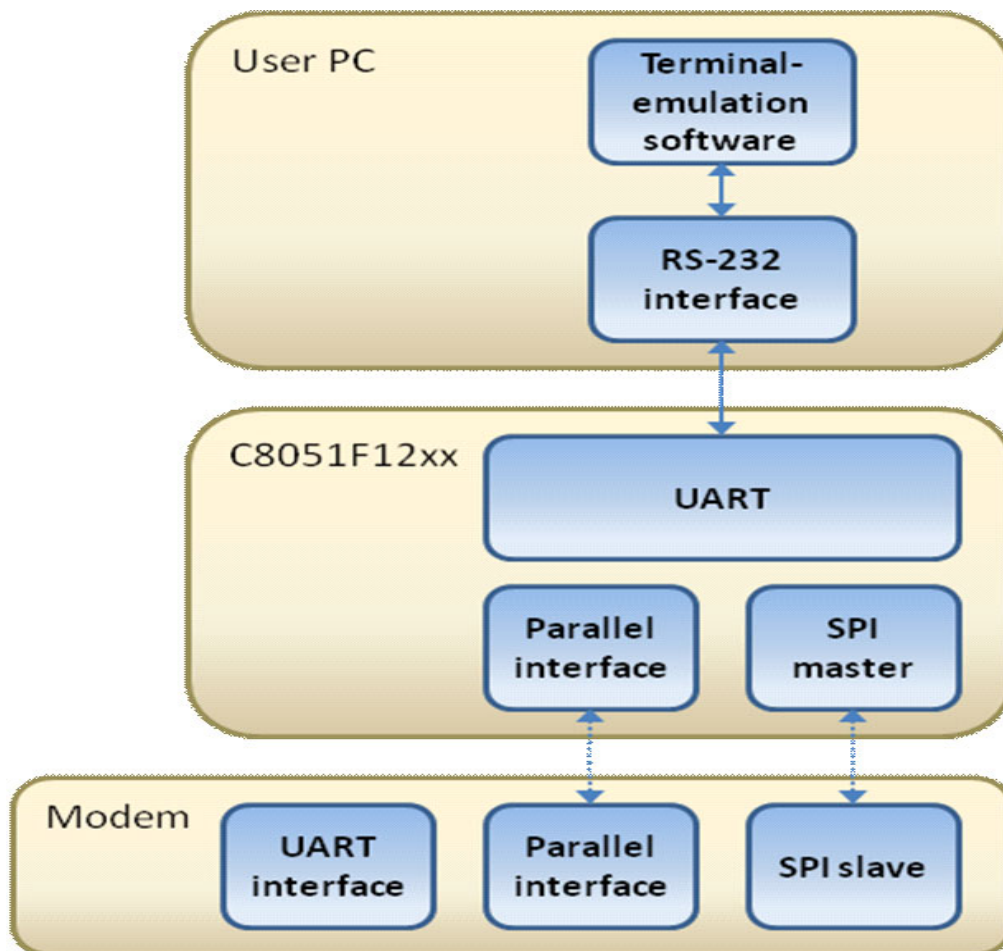 User PC
Terminal-
emulation
software
RS-232
interface
C8051F12xx
UART
Parallel
interface
SPI
master
Modem
UART
interface
Parallel
interface
SPI slave